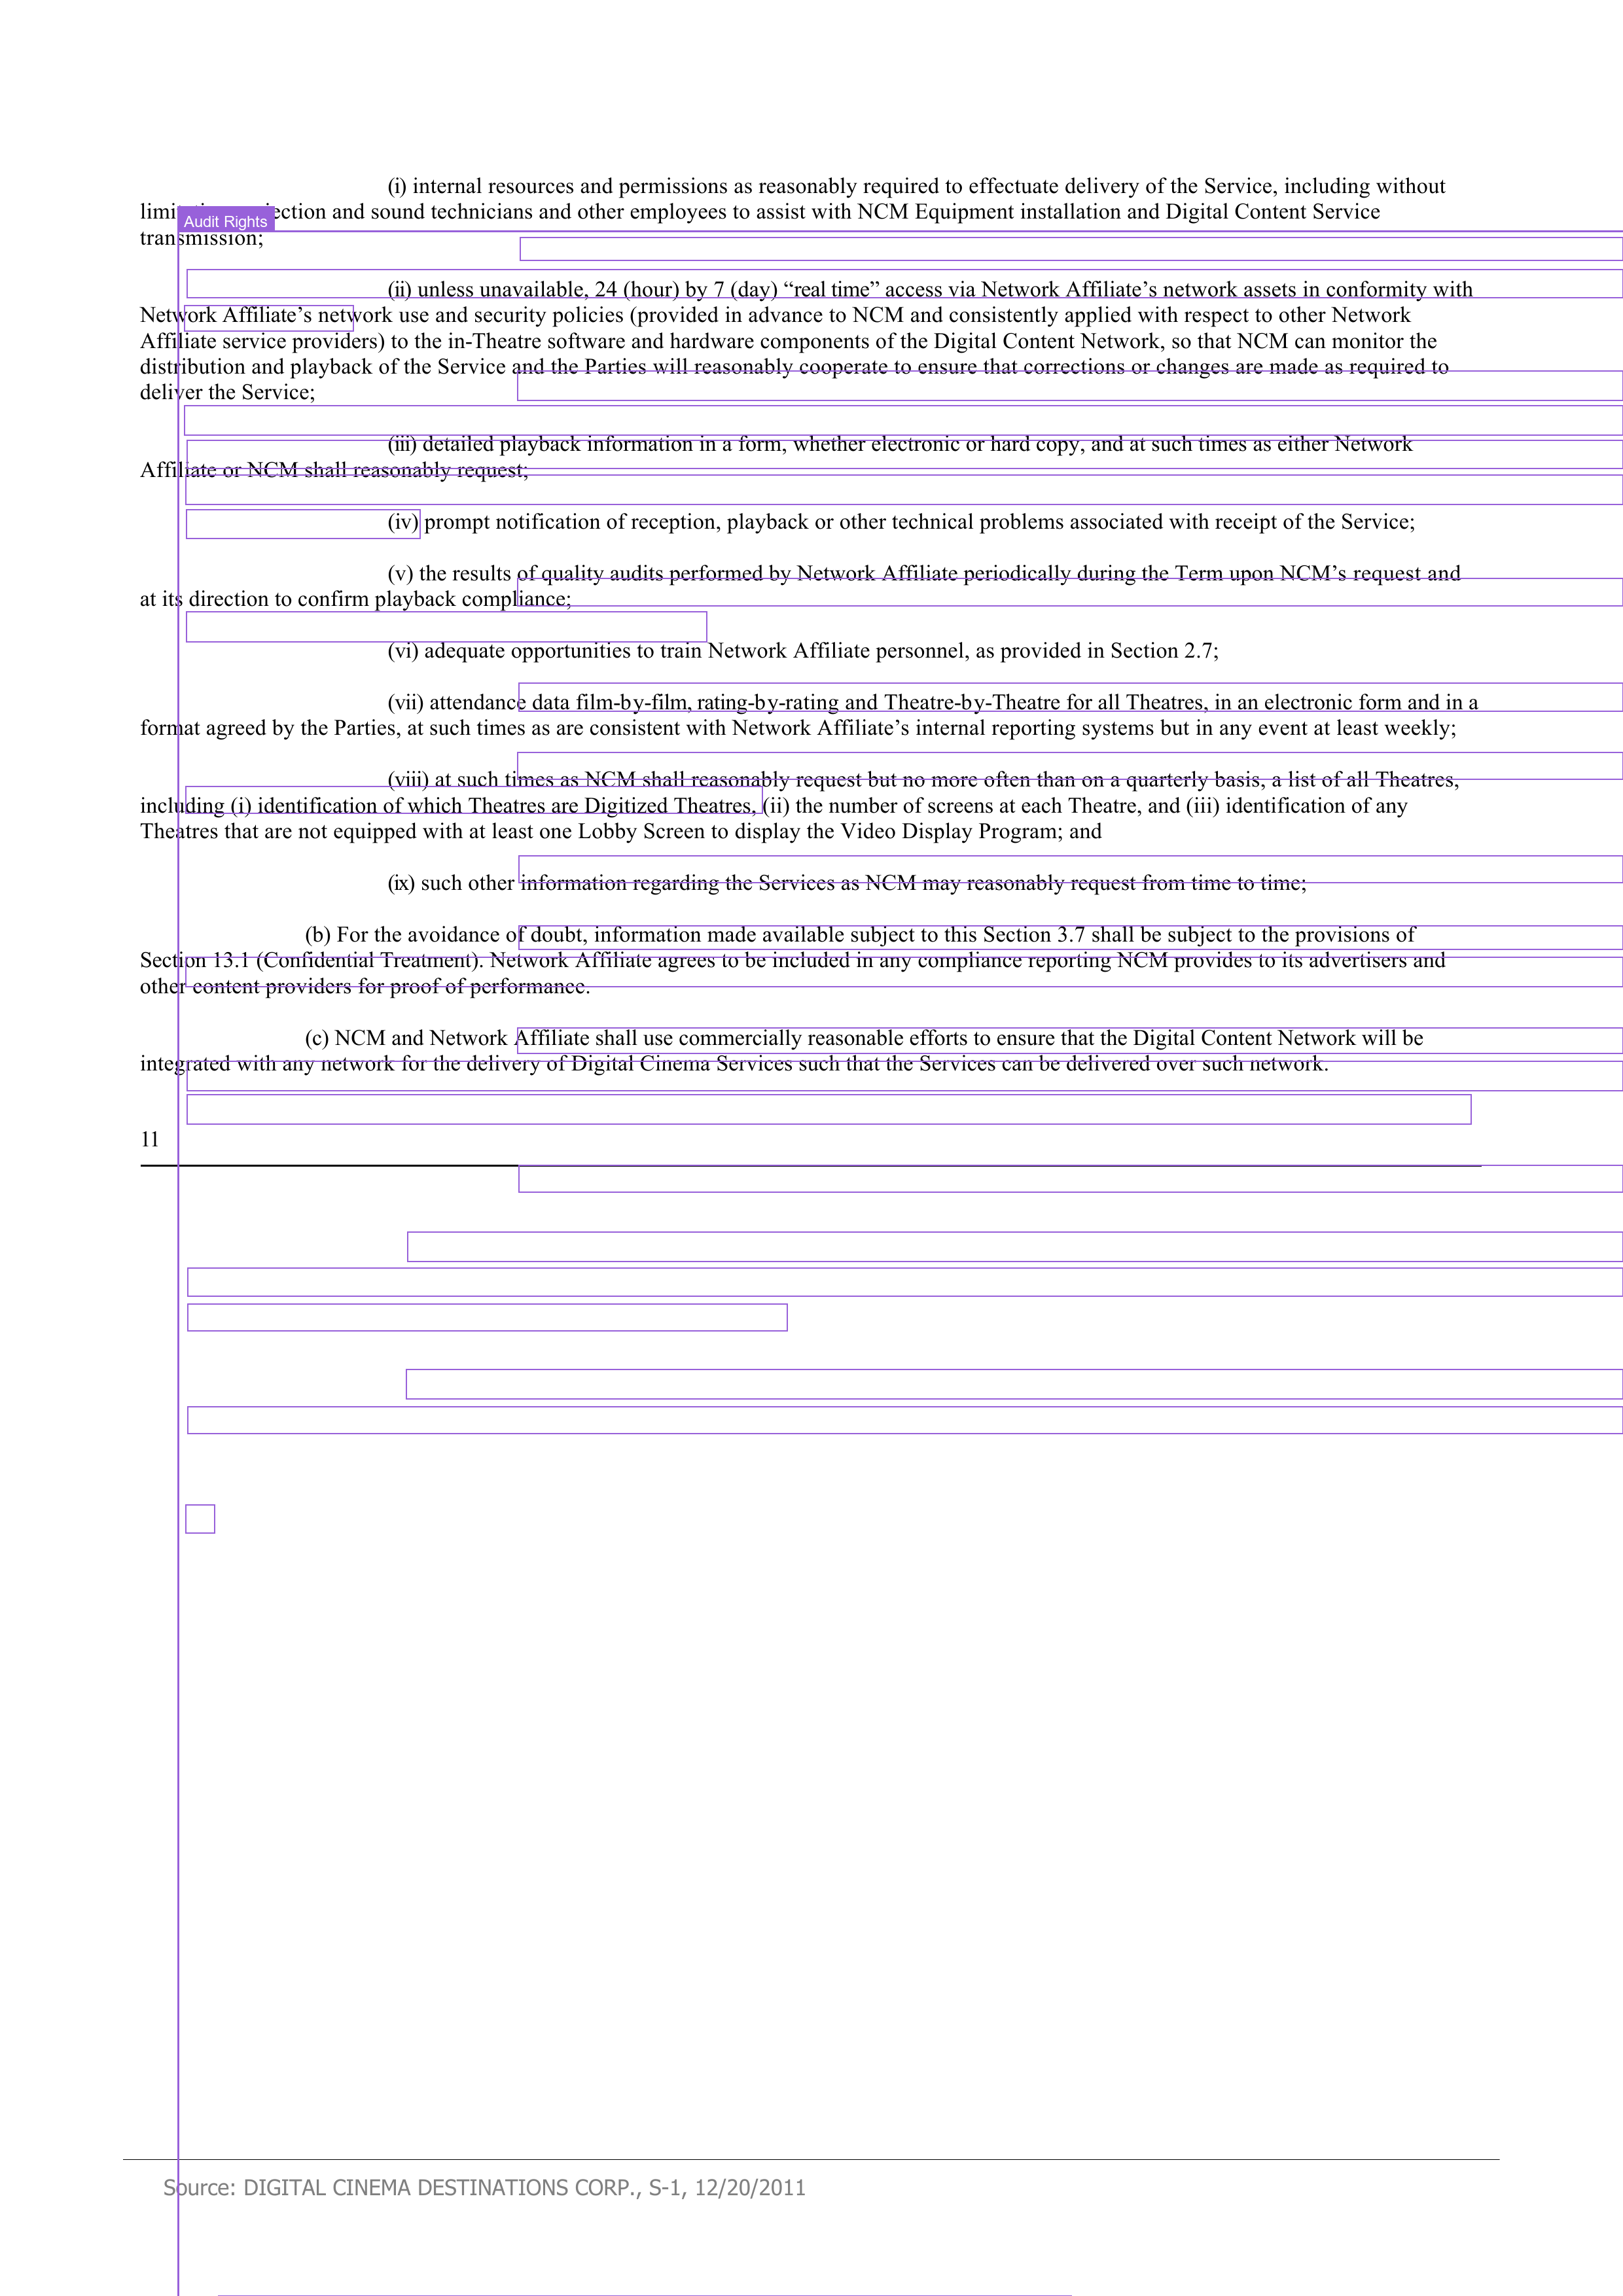 (i) internal resources and permissions as reasonably required to effectuate delivery of the Service, including without
ection and sound technicians and other employees to assist with NCM Equipment installation and Digital Content Service
Audit Rights
transmission;
(ii) unless unavailable, 24 (hour) by 7 (day) “real time” access via Network Affiliate’s network assets in conformity with
Network Affiliate’s network use and security policies (provided in advance to NCM and consistently applied with respect to other Network
Affiliate service providers) to the in-Theatre software and hardware components of the Digital Content Network, so that NCM can monitor the
distribution and playback of the Service and the Parties will reasonably cooperate to ensure that corrections or changes are made as required to
deliver the Service;
(iii) detailed playback information in a form, whether electronic or hard copy, and at such times as either Network
Affiliate or NCM shall reasonably request;
(iv) prompt notification of reception, playback or other technical problems associated with receipt of the Service;
(v) the results of quality audits performed by Network Affiliate periodically during the Term upon NCM’s request and
at its direction to confirm playback compliance;
(vi) adequate opportunities to train Network Affiliate personnel, as provided in Section 2.7;
(vii) attendance data film-by-film, rating-by-rating and Theatre-by-Theatre for all Theatres, in an electronic form and in a
format agreed by the Parties, at such times as are consistent with Network Affiliate’s internal reporting systems but in any event at least weekly;
(viii) at such times as NCM shall reasonably request but no more often than on a quarterly basis, a list of all Theatres,
including (i) identification of which Theatres are Digitized Theatres, (ii) the number of screens at each Theatre, and (iii) identification of any
Theatres that are not equipped with at least one Lobby Screen to display the Video Display Program; and
(ix) such other information regarding the Services as NCM may reasonably request from time to time;
(b) For the avoidance of doubt, information made available subject to this Section 3.7 shall be subject to the provisions of
Section 13.1 (Confidential Treatment). Network Affiliate agrees to be included in any compliance reporting NCM provides to its advertisers and
other content providers for proof of performance.
(c) NCM and Network Affiliate shall use commercially reasonable efforts to ensure that the Digital Content Network will be
integrated with any network for the delivery of Digital Cinema Services such that the Services can be delivered over such network.
11
Source: DIGITAL CINEMA DESTINATIONS CORP., S-1, 12/20/2011